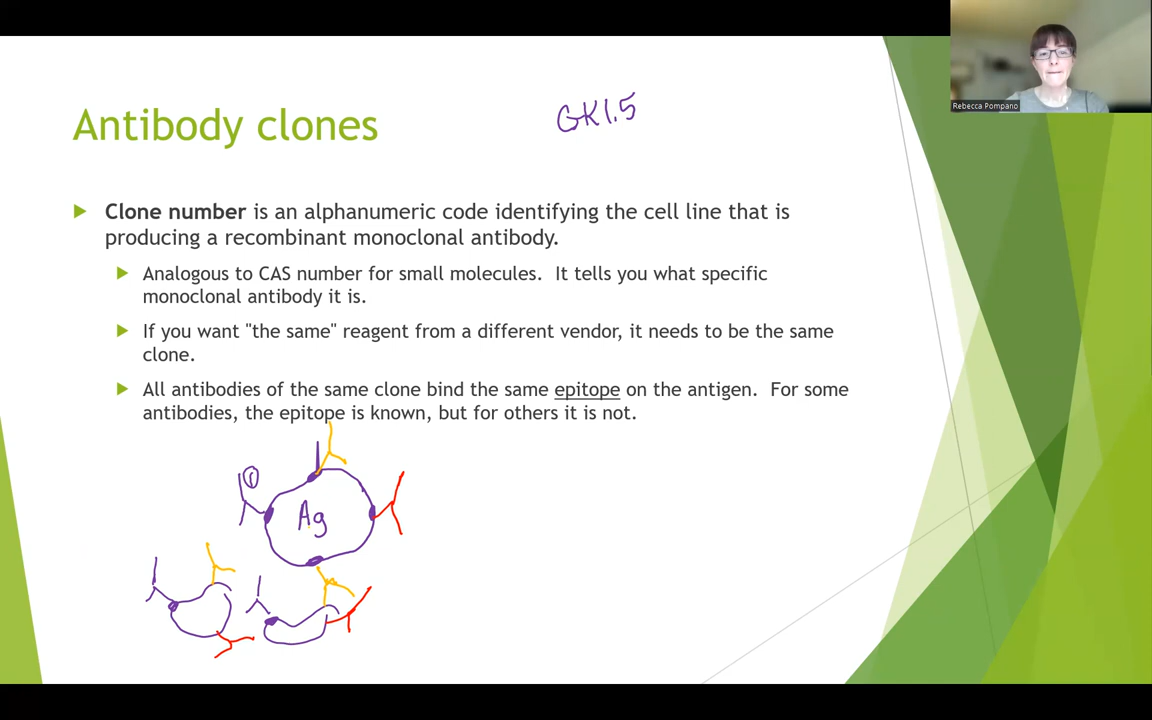 Rebecca Pompano
GK1.5
Antibody clones
Clone number is an alphanumeric code identifying the cell line that is
producing a recombinant monoclonal antibody.
Analogous to CAS number for small molecules. It tells you what specific
monoclonal antibody it is.
If you want "the same" reagent from a different vendor, it needs to be the same
clone.
All antibodies of the same clone bind the same epitope on the antigen. For some
antibodies, the epitope is known, but for others it is not.
Ag